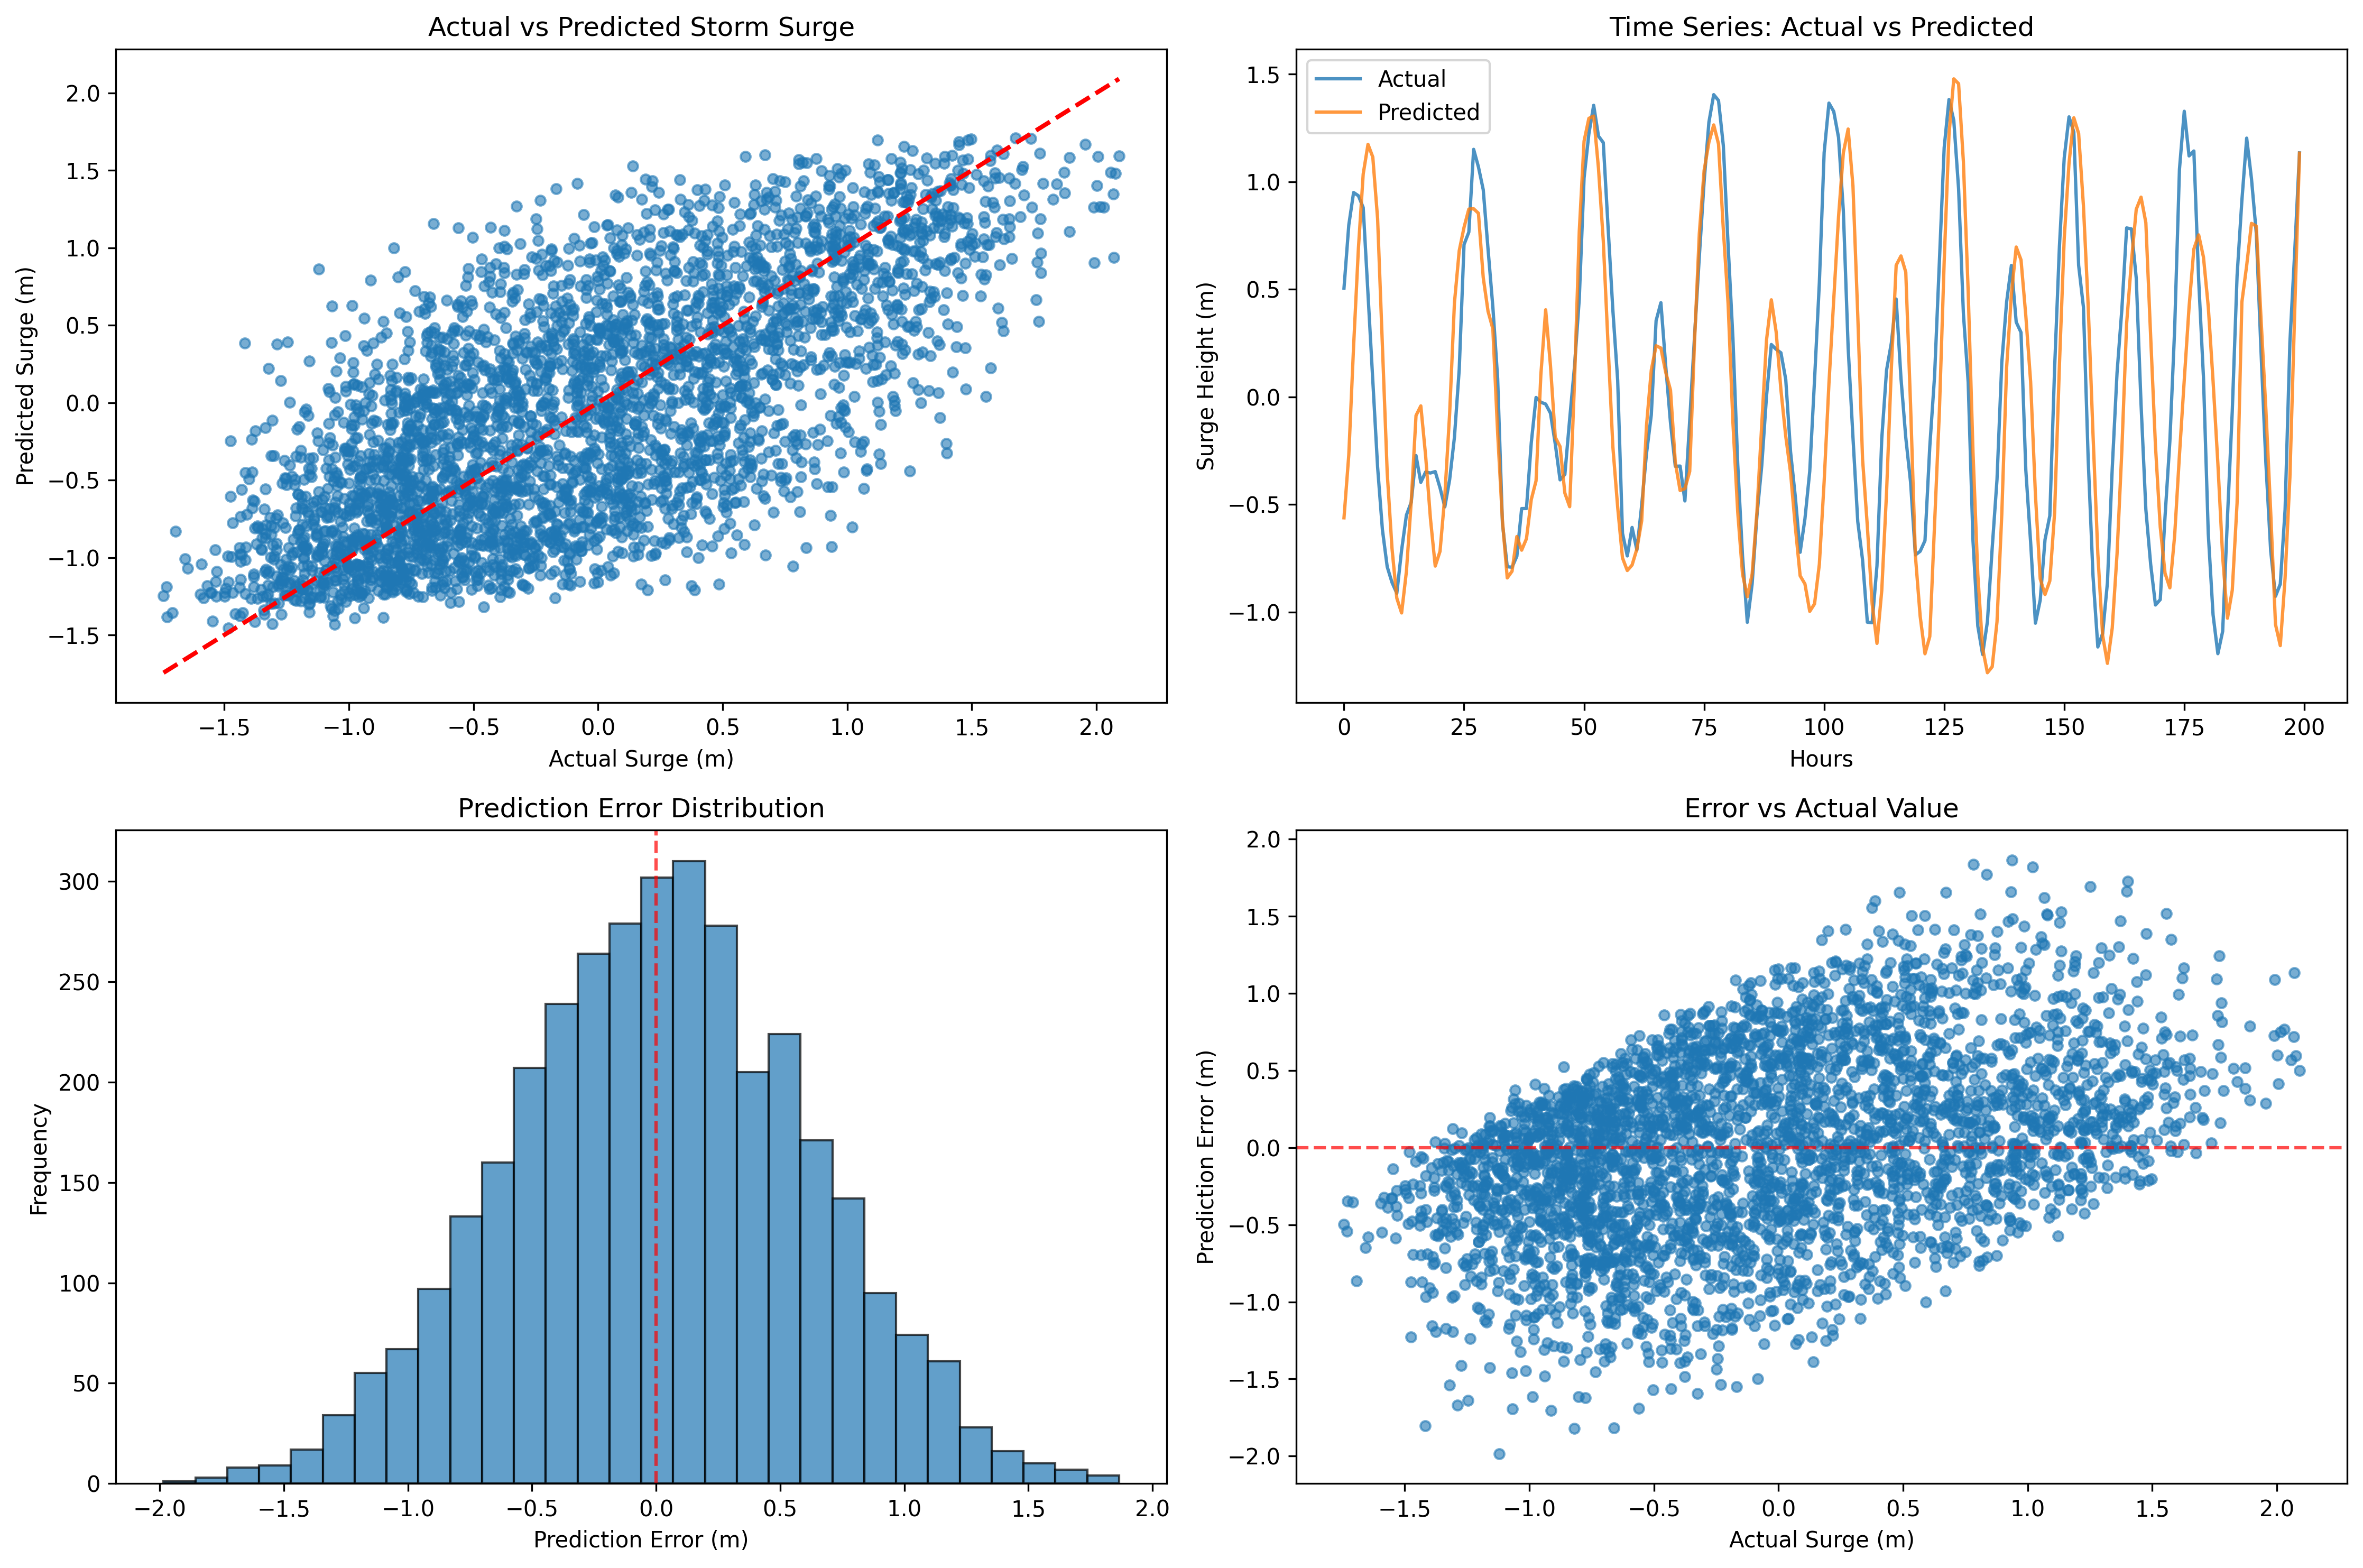 Actual vs Predicted Storm Surge
2.0
1.5
1.0
0.5
0.0
−0.5
−1.0
−1.5
Predicted Surge (m)
−1.5 −1.0 −0.5 0.0 0.5 1.0 1.5 2.0
Actual Surge (m)
Time Series: Actual vs Predicted
Actual
Predicted
1.5
1.0
0.5
0.0
−0.5
−1.0
Surge Height (m)
0 25 50 75 100 125 150 175 200
Hours
Prediction Error Distribution
300
250
200
150
100
50
0
Frequency
−2.0 −1.5 −1.0 −0.5 0.0 0.5 1.0 1.5 2.0
Prediction Error (m)
Error vs Actual Value
2.0
1.5
1.0
0.5
0.0
−0.5
−1.0
−1.5
−2.0
Prediction Error (m)
−1.5 −1.0 −0.5 0.0 0.5 1.0 1.5 2.0
Actual Surge (m)